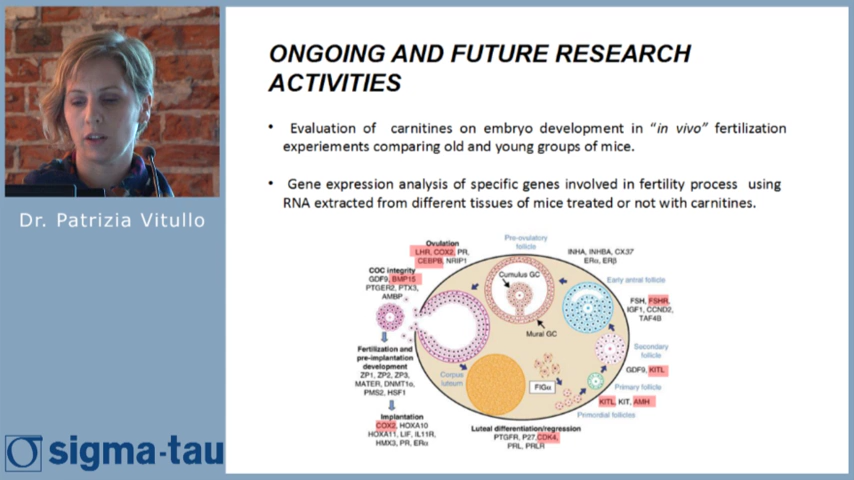 ONGOING AND FUTURE RESEARCH
ACTIVITIES
• Evaluation of carnitines on embryo development in "in vivo" fertilization
experiements comparing old and young groups of mice.
• Gene expression analysis of specific genes involved in fertility process using
RNA extracted from different tissues of mice treated or not with carnitines.
Dr. Patrizia Vitullo
Ovulation
LHR, COX2, PR,
CEBPB, NRIP1
Pre-ovulatory
follicle
INHA, INHBA, CX37
ERα, ERβ
COC integrity
GDF9, BMP15
PTGER2, PTX3,
AMBP
Cumulus GC
Mural GC
Early antral follicle
FSH, FSHR,
IGF1, CCND2,
TAF4B
Fertilization and
pre-implantation
development
ZP1, ZP2, ZP3,
MATER, DNMT1o,
PMS2, HSF1
Secondary
follicle
GDF9, KITL
Corpus
luteum
FIGα
Primary follicle
KITL, KIT, AMH
Primordial follicles
Implantation
COX2, HOXA10
HOXA11, LIF, IL11R,
HMX3, PR, ERα
Luteal differentiation/regression
PTGFR, P27, CDK4,
PRL, PRLR
sigma-tau